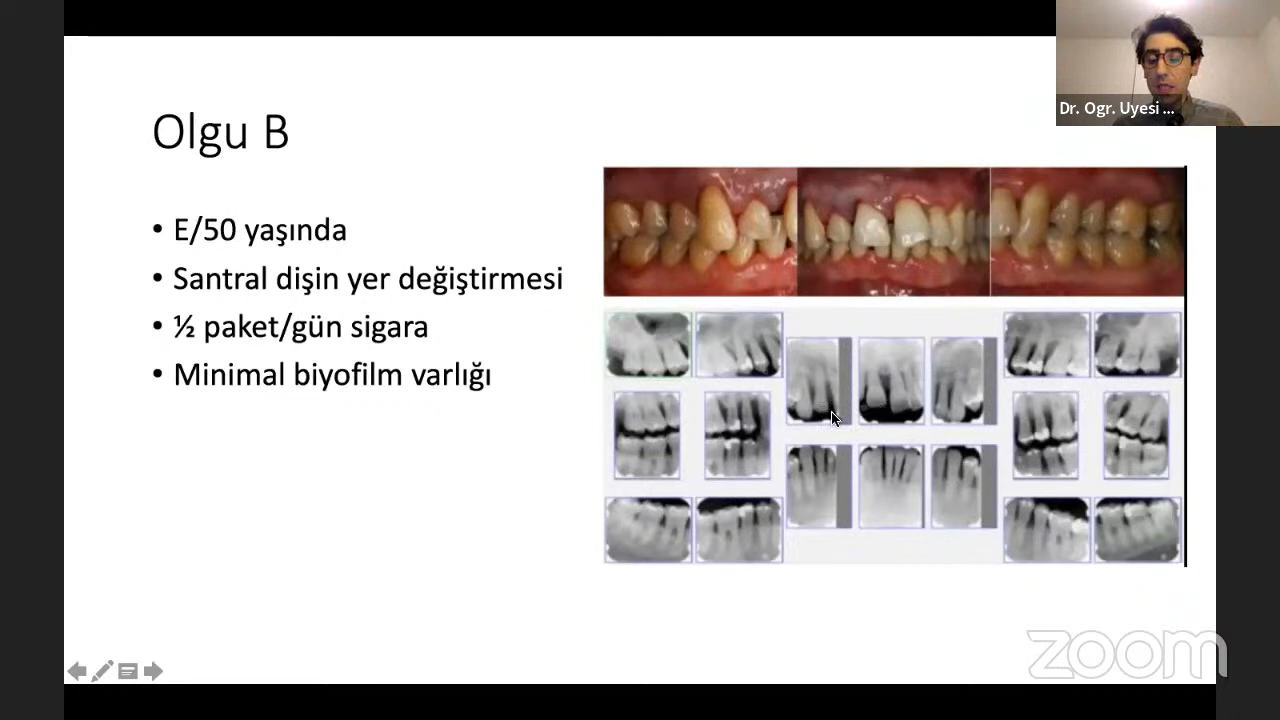 Dr. Ogr. Uyesi ...
Olgu B
• E/50 yaşında
• Santral dişin yer değiştirmesi
• ½ paket/gün sigara
• Minimal biyofilm varlığı
zoom